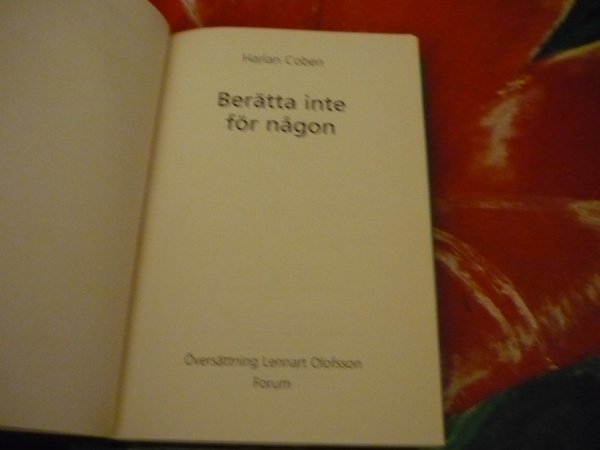 Harlan Coben
Berätta inte
för någon
Översättning Lennart Olofsson
Forum